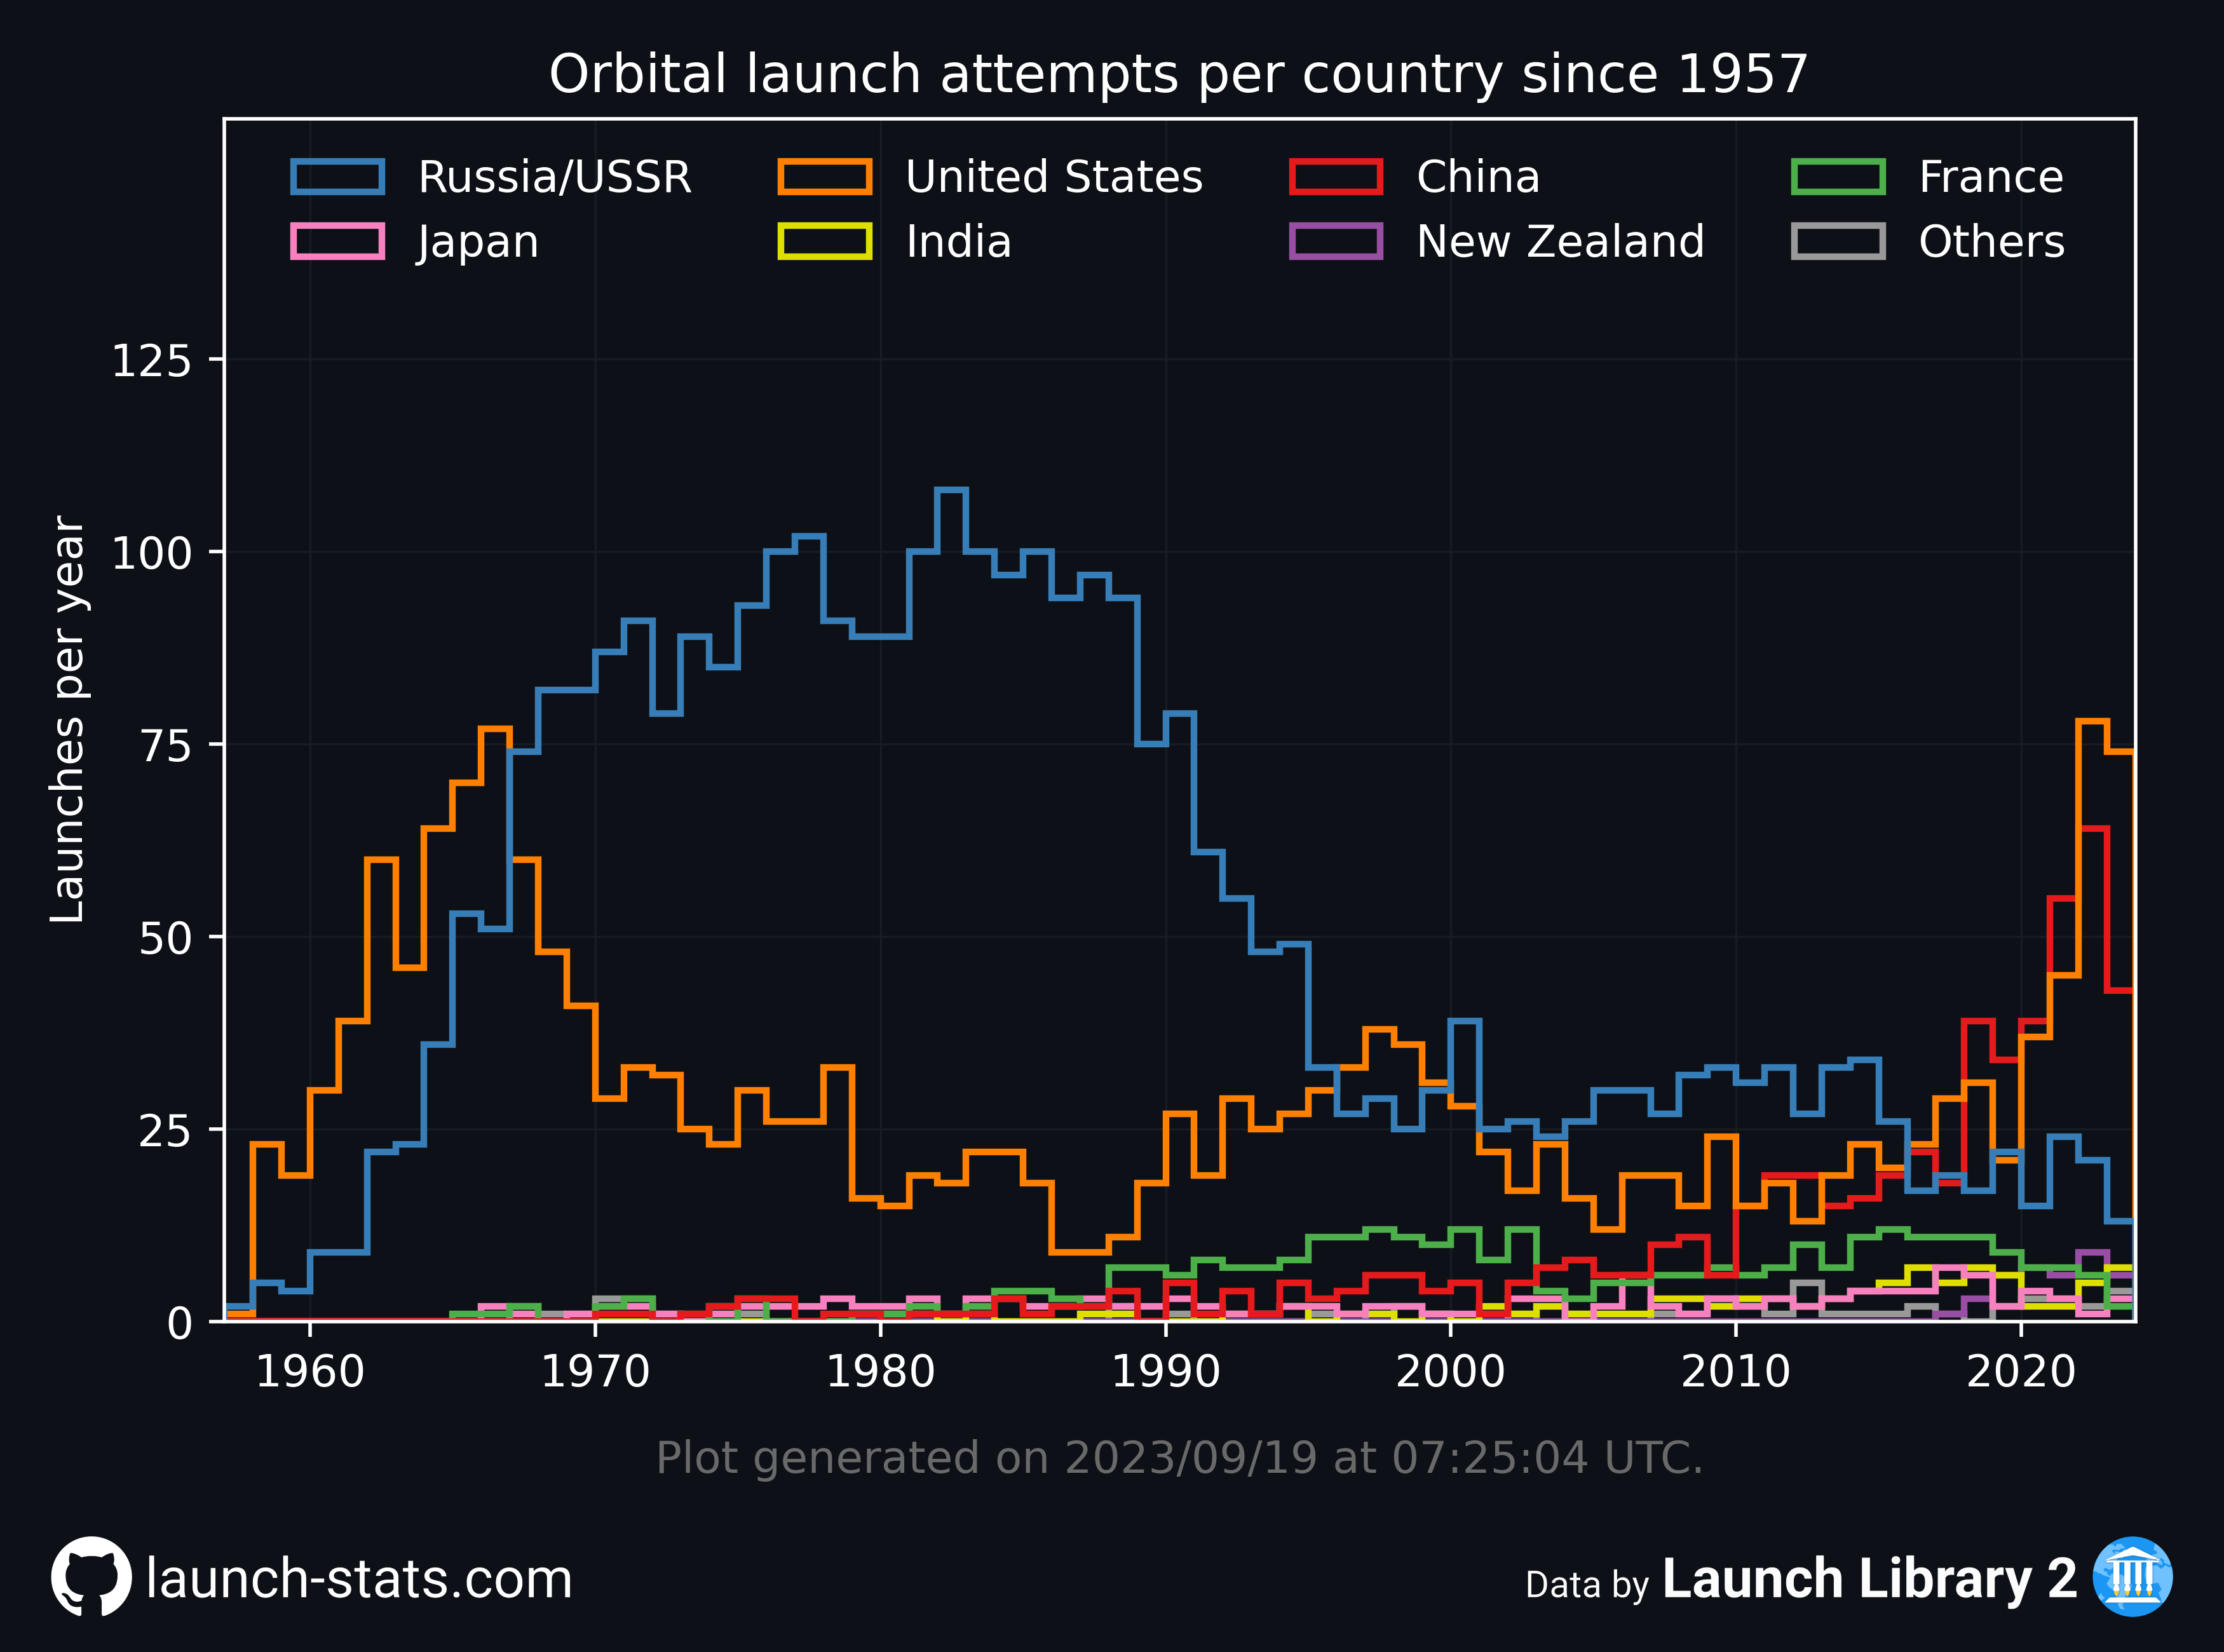 Orbital launch attempts per country since 1957
Russia/USSR United States China France
Japan India New Zealand Others
Launches per year
125
100
75
50
25
0
1960 1970 1980 1990 2000 2010 2020
Plot generated on 2023/09/19 at 07:25:04 UTC.
launch-stats.com
Data by Launch Library 2